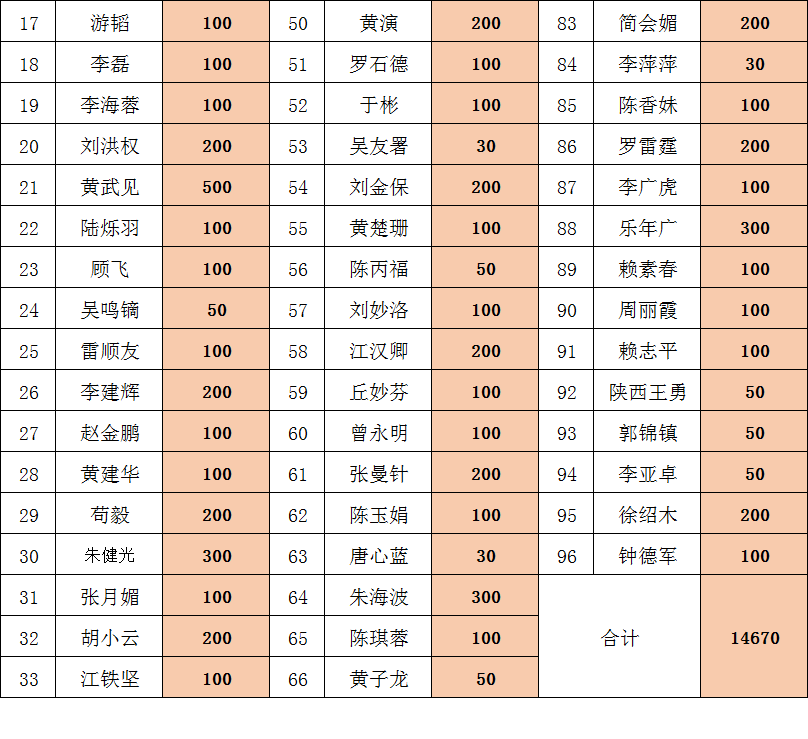 17 游韬 100 50 黄演 200 83 简会媚 200
18 李磊 100 51 罗石德 100 84 李萍萍 30
19 李海蓉 100 52 于彬 100 85 陈香妹 100
20 刘洪权 200 53 吴友署 30 86 罗雷霆 200
21 黄武见 500 54 刘金保 200 87 李广虎 100
22 陆烁羽 100 55 黄楚珊 100 88 乐年广 300
23 顾飞 100 56 陈丙福 50 89 赖素春 100
24 吴鸣镝 50 57 刘妙洛 100 90 周丽霞 100
25 雷顺友 100 58 江汉卿 200 91 赖志平 100
26 李建辉 200 59 丘妙芬 100 92 陕西王勇 50
27 赵金鹏 100 60 曾永明 100 93 郭锦镇 50
28 黄建华 100 61 张曼针 200 94 李亚卓 50
29 苟毅 200 62 陈玉娟 100 95 徐绍木 200
30 朱健光 300 63 唐心蓝 30 96 钟德军 100
31 张月媚 100 64 朱海波 300
32 胡小云 200 65 陈琪蓉 100 合计 14670
33 江铁坚 100 66 黄子龙 50